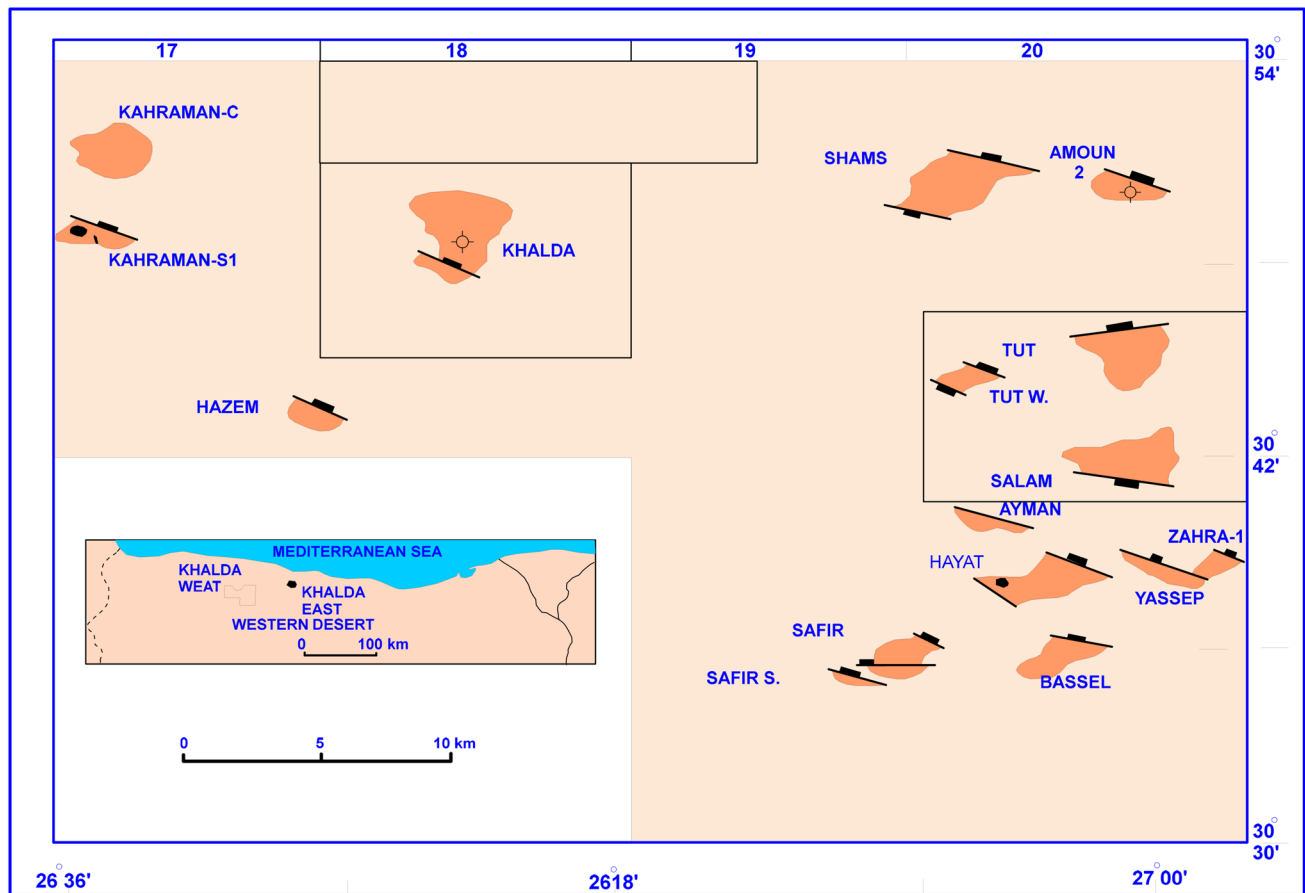 17
18
19
20
30°
54'
KAHRAMAN-C
SHAMS
AMOUN
2
KAHRAMAN-S1
KHALDA
TUT
TUT W.
HAZEM
30°
42'
SALAM
AYMAN
ZAHRA-1
HAYAT
YASSEP
MEDITERRANEAN SEA
KHALDA
WEAT
KHALDA
EAST
WESTERN DESERT
0 100 km
SAFIR
SAFIR S.
BASSEL
0 5 10 km
30°
30'
26°36'
26°18'
27°00'